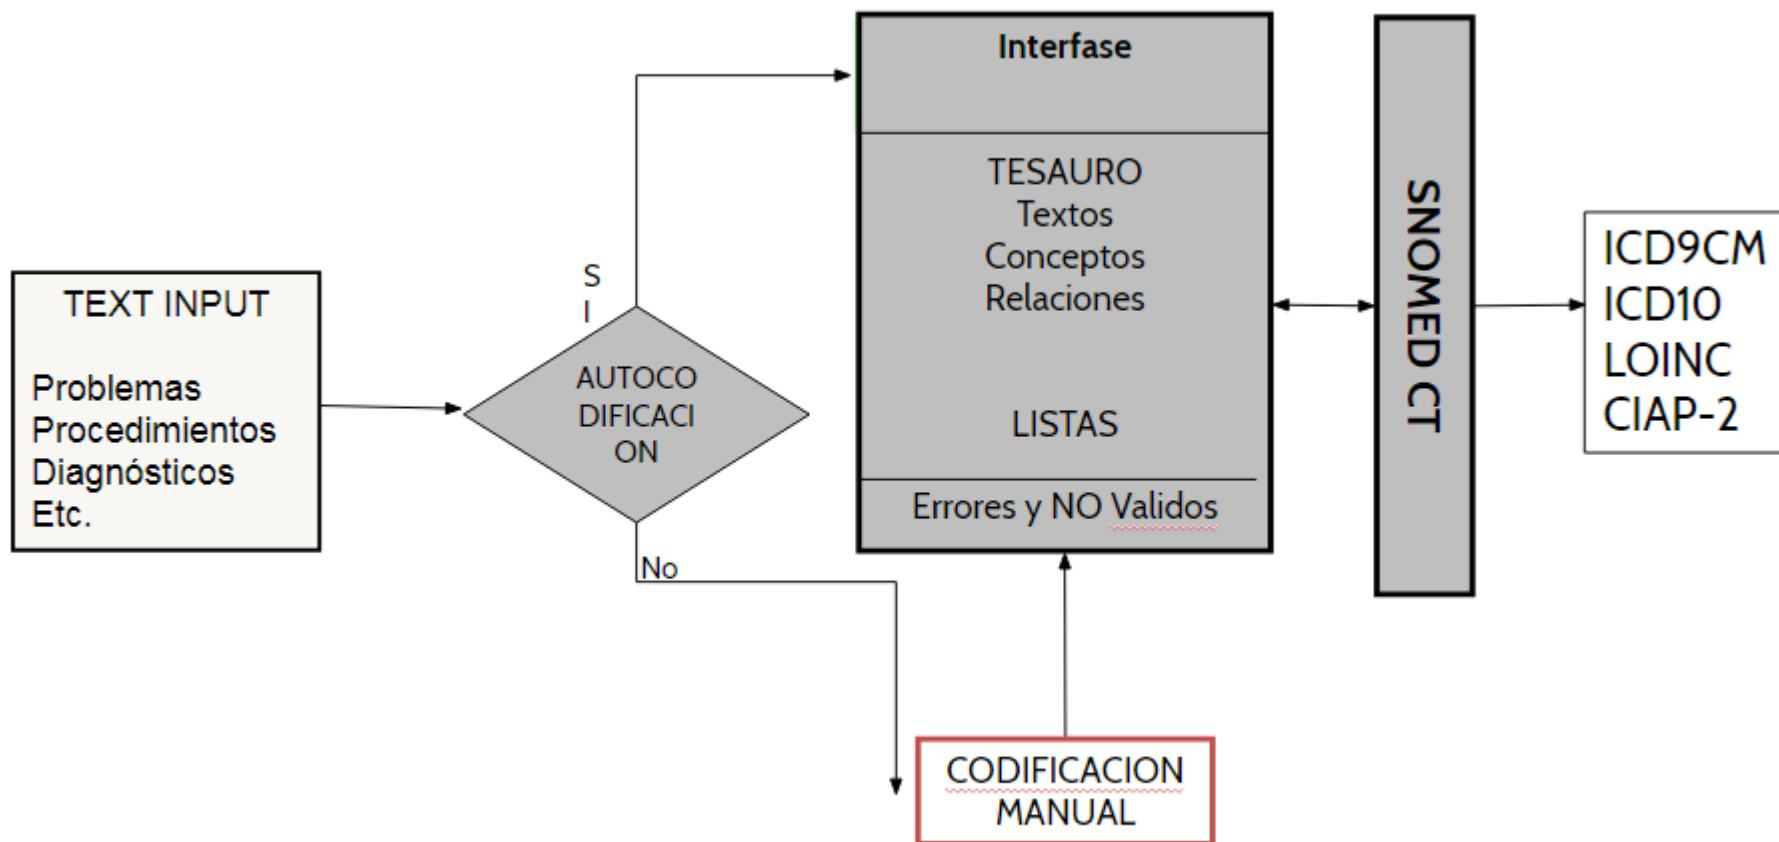 TEXT INPUT
Problemas
Procedimientos
Diagnósticos
Etc.
S
I
AUTOCO
DIFICACI
ON
No
Interfase
TESAURO
Textos
Conceptos
Relaciones
LISTAS
Errores y NO Validos
CODIFICACION
MANUAL
SNOMED CT
ICD9CM
ICD10
LOINC
CIAP-2